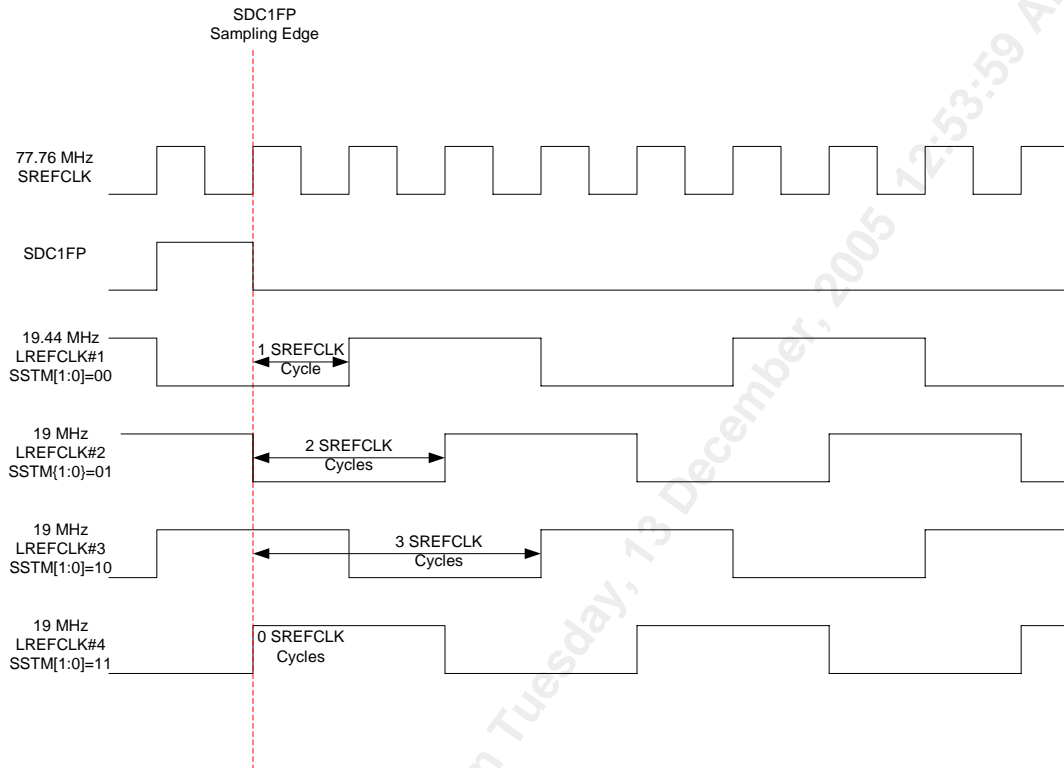 SDC1FP
Sampling Edge
77.76 MHz
SREFCLK
SDC1FP
19.44 MHz
LREFCLK#1
SSTM[1:0]=00
1 SREFCLK
Cycle
19 MHz
LREFCLK#2
SSTM{1:0}=01
2 SREFCLK
Cycles
19 MHz
LREFCLK#3
SSTM[1:0]=10
3 SREFCLK
Cycles
19 MHz
LREFCLK#4
SSTM[1:0]=11
0 SREFCLK
Cycles
n Tuesday, 13 December, 2005 12:53:59 A